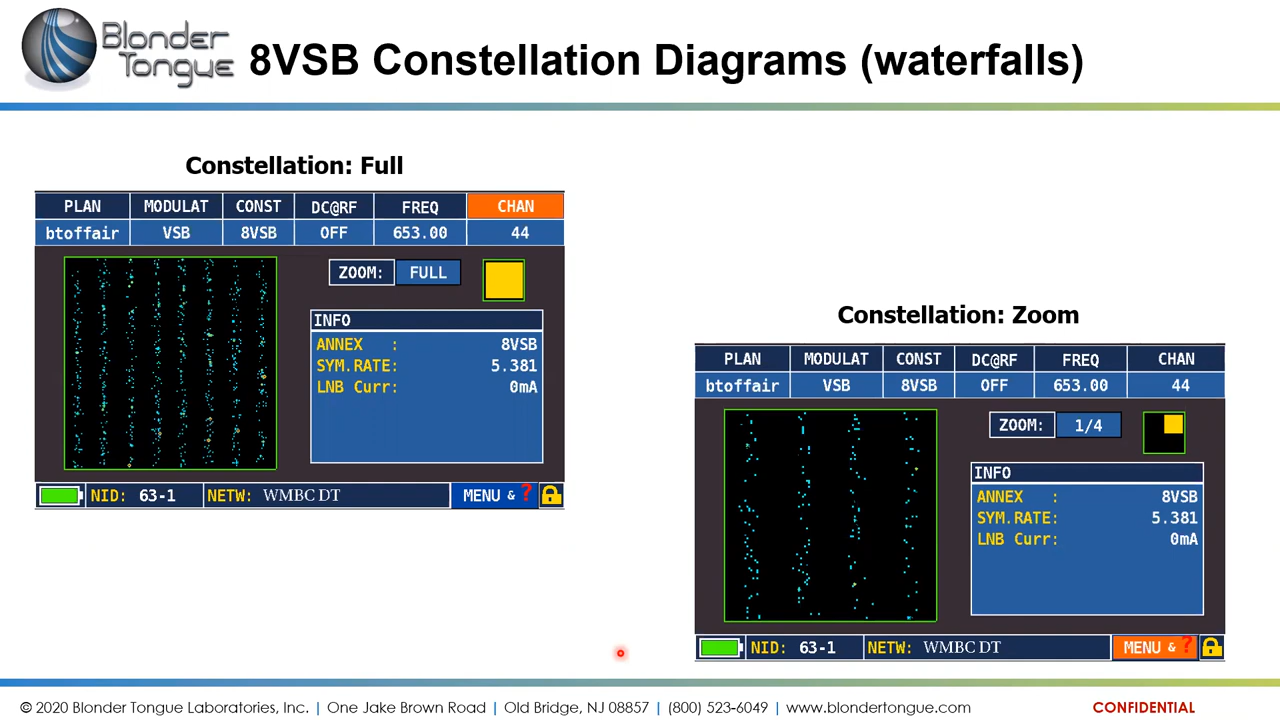 Blonder
Tongue
8VSB Constellation Diagrams (waterfalls)
Constellation: Full
PLAN MODULAT CONST DC@RF FREQ CHAN
btoffair VSB 8VSB OFF 653.00 44
ZOOM: FULL
INFO
ANNEX : 8VSB
SYM.RATE: 5.381
LNB Curr: 0mA
NID: 63-1 NETW: WMBC DT MENU & ?
Constellation: Zoom
PLAN MODULAT CONST DC@RF FREQ CHAN
btoffair VSB 8VSB OFF 653.00 44
ZOOM: 1/4
INFO
ANNEX : 8VSB
SYM.RATE: 5.381
LNB Curr: 0mA
NID: 63-1 NETW: WMBC DT MENU & ?
© 2020 Blonder Tongue Laboratories, Inc. | One Jake Brown Road | Old Bridge, NJ 08857 | (800) 523-6049 | www.blondertongue.com CONFIDENTIAL